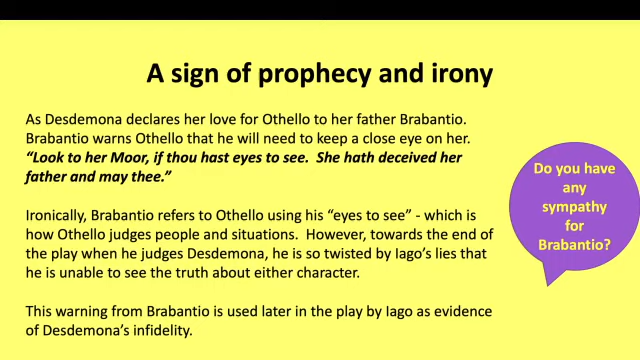 A sign of prophecy and irony
As Desdemona declares her love for Othello to her father Brabantio.
Brabantio warns Othello that he will need to keep a close eye on her.
“Look to her Moor, if thou hast eyes to see.  She hath deceived her
father and may thee.”
Ironically, Brabantio refers to Othello using his “eyes to see” - which is
how Othello judges people and situations.  However, towards the end of
the play when he judges Desdemona, he is so twisted by Iago’s lies that
he is unable to see the truth about either character.
This warning from Brabantio is used later in the play by Iago as evidence
of Desdemona’s infidelity.
Do you have
any
sympathy
for
Brabantio?